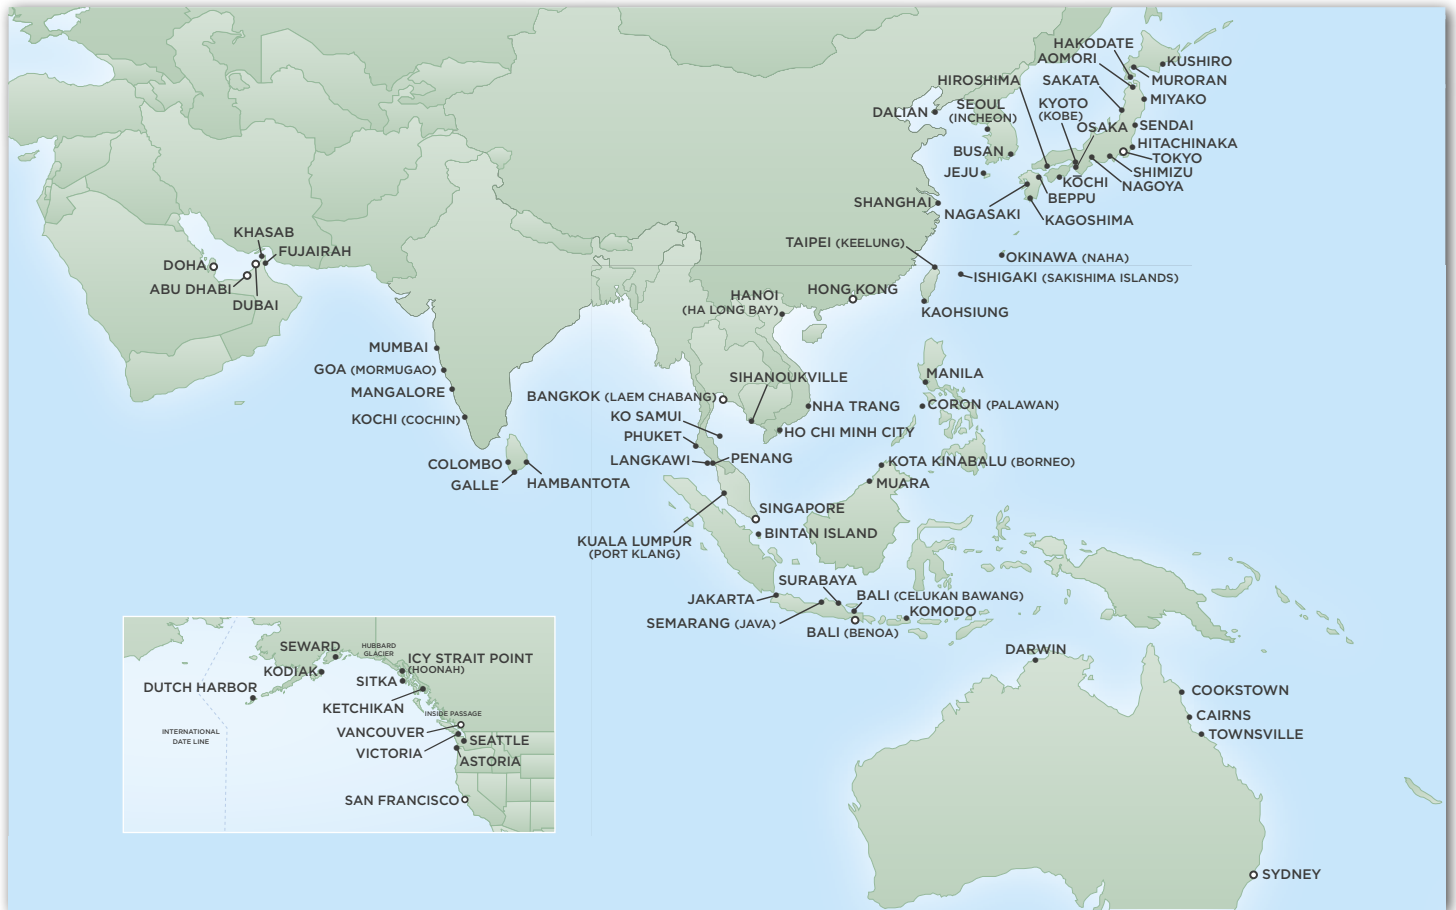 HAKODATE
AOMORI
KUSHIRO
HIROSHIMA
SAKATA
MURORAN
MIYAKO
DALIAN
SEOUL
(INCHEON)
KYOTO
(KOBE)
OSAKA
SENDAI
HITACHINAKA
BUSAN
TOKYO
JEJU
SHIMIZU
KŌCHI
NAGOYA
BEPPU
SHANGHAI
NAGASAKI
KAGOSHIMA
KHASAB
FUJAIRAH
TAIPEI (KEELUNG)
DOHA
OKINAWA (NAHA)
ABU DHABI
ISHIGAKI (SAKISHIMA ISLANDS)
DUBAI
HANOI
(HA LONG BAY)
HONG KONG
KAOHSIUNG
MUMBAI
GOA (MORMUGAO)
MANGALORE
KOCHI (COCHIN)
SIHANOUKVILLE
MANILA
BANGKOK (LAEM CHABANG)
NHA TRANG
CORON (PALAWAN)
KO SAMUI
PHUKET
HO CHI MINH CITY
LANGKAWI
PENANG
KOTA KINABALU (BORNEO)
COLOMBO
GALLE
HAMBANTOTA
MUARA
SINGAPORE
BINTAN ISLAND
KUALA LUMPUR
(PORT KLANG)
SURABAYA
JAKARTA
BALI (CELUKAN BAWANG)
KOMODO
SEMARANG (JAVA)
BALI (BENOA)
DARWIN
COOKSTOWN
CAIRNS
TOWNSVILLE
SYDNEY
SEWARD
HUBBARD
GLACIER
ICY STRAIT POINT
(HOONAH)
KODIAK
SITKA
DUTCH HARBOR
KETCHIKAN
INSIDE PASSAGE
INTERNATIONAL
DATE LINE
VANCOUVER
SEATTLE
VICTORIA
ASTORIA
SAN FRANCISCO